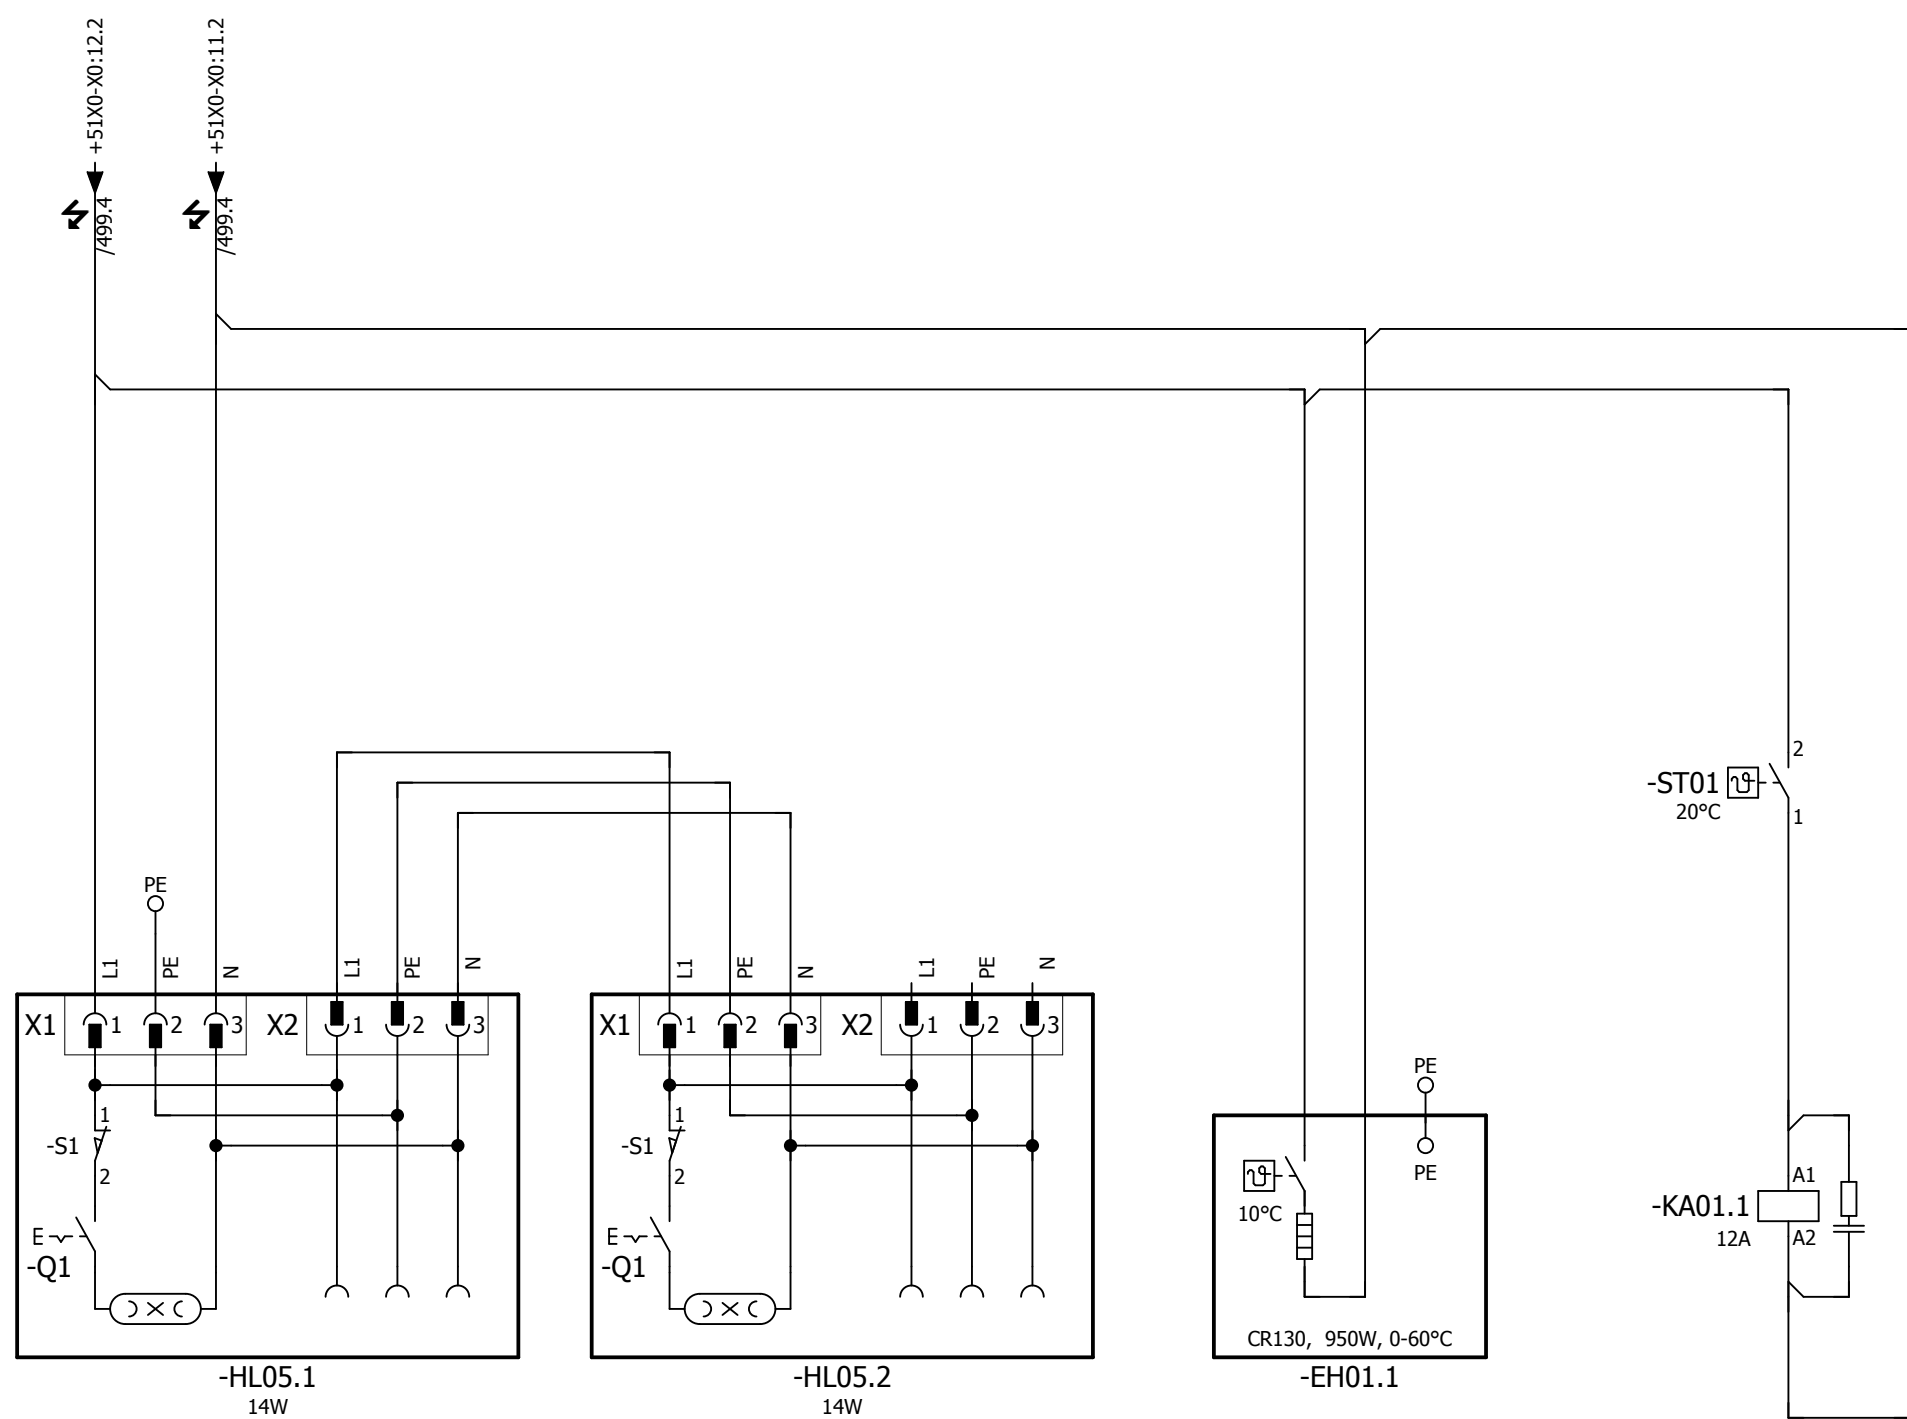 +51X0-X0:12.2
+51X0-X0:11.2
/499.4
/499.4
2
-ST01
20°C
1
PE
L1
PE
N
L1
PE
N
L1
PE
N
L1
PE
N
X1
1
2
3
X2
1
2
3
X1
1
2
3
X2
1
2
3
PE
PE
1
-S1
2
1
-S1
2
10°C
A1
-KA01.1
12A
A2
E
-Q1
E
-Q1
CR130, 950W, 0-60°C
-HL05.1
14W
-HL05.2
14W
-EH01.1